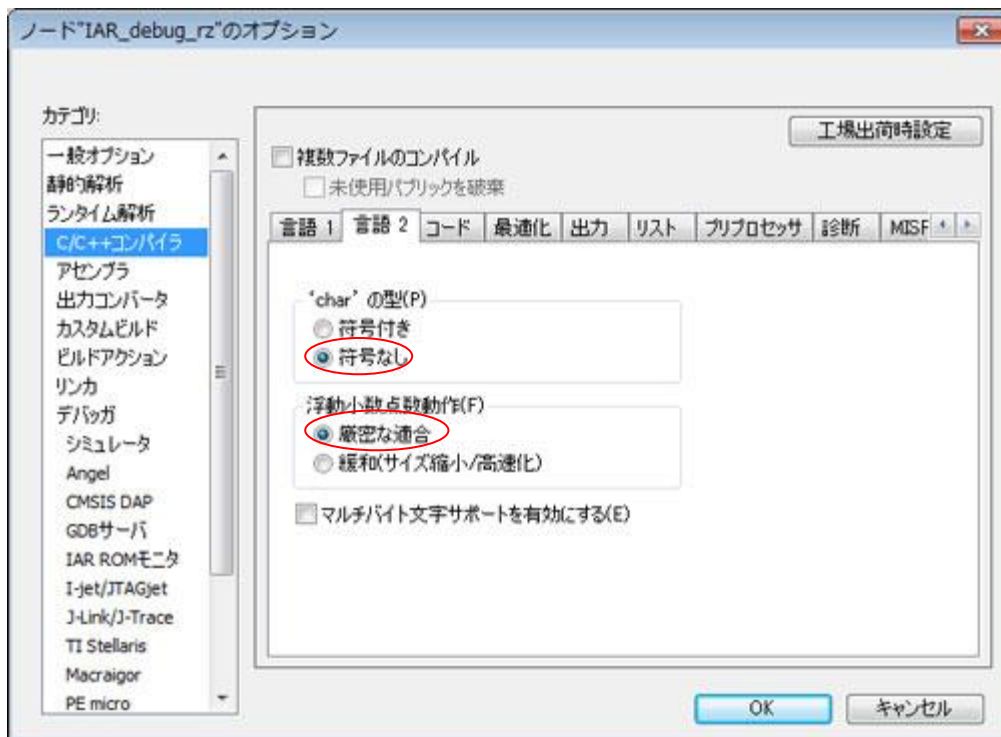 ノード"IAR_debug_rz"のオプション
カテゴリ:
一般オプション
静的解析
ランタイム解析
C/C++コンパイラ
アセンブラ
出力コンバータ
カスタムビルド
ビルドアクション
リンカ
デバッガ
シミュレータ
Angel
CMSIS DAP
GDBサーバ
IAR ROMモニタ
I-jet/JTAGjet
J-Link/J-Trace
TI Stellaris
Macraigor
PE micro
工場出荷時設定
複数ファイルのコンパイル
未使用パブリックを破棄
言語 1 言語 2 コード 最適化 出力 リスト プリプロセッサ 診断 MISF
'char' の型(P)
符号付き
符号なし
浮動小数点数動作(F)
厳密な適合
緩和(サイズ縮小/高速化)
マルチバイト文字サポートを有効にする(E)
OK キャンセル